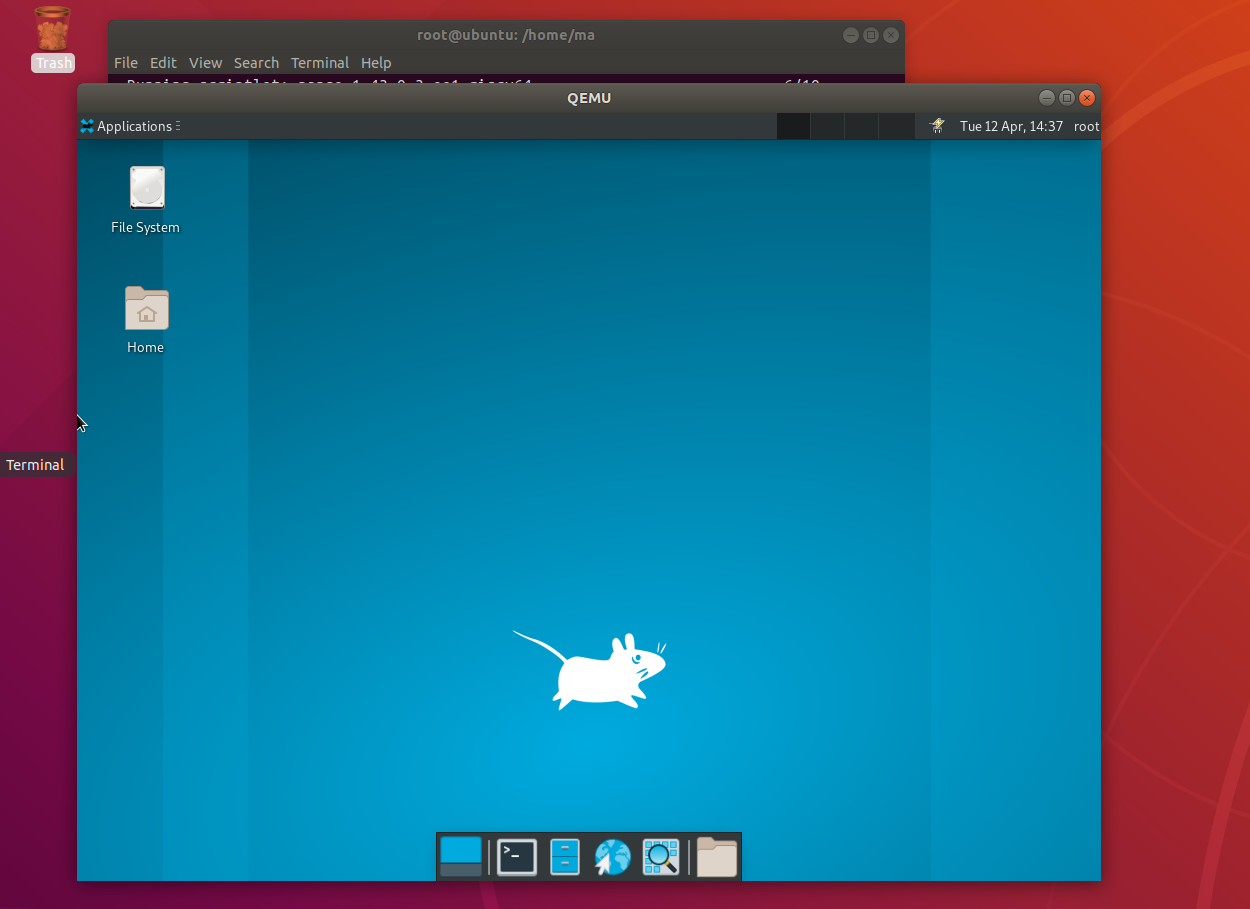 Trash
root@ubuntu: /home/ma
File Edit View Search Terminal Help
QEMU
Applications
Tue 12 Apr, 14:37 root
File System
Home
Terminal